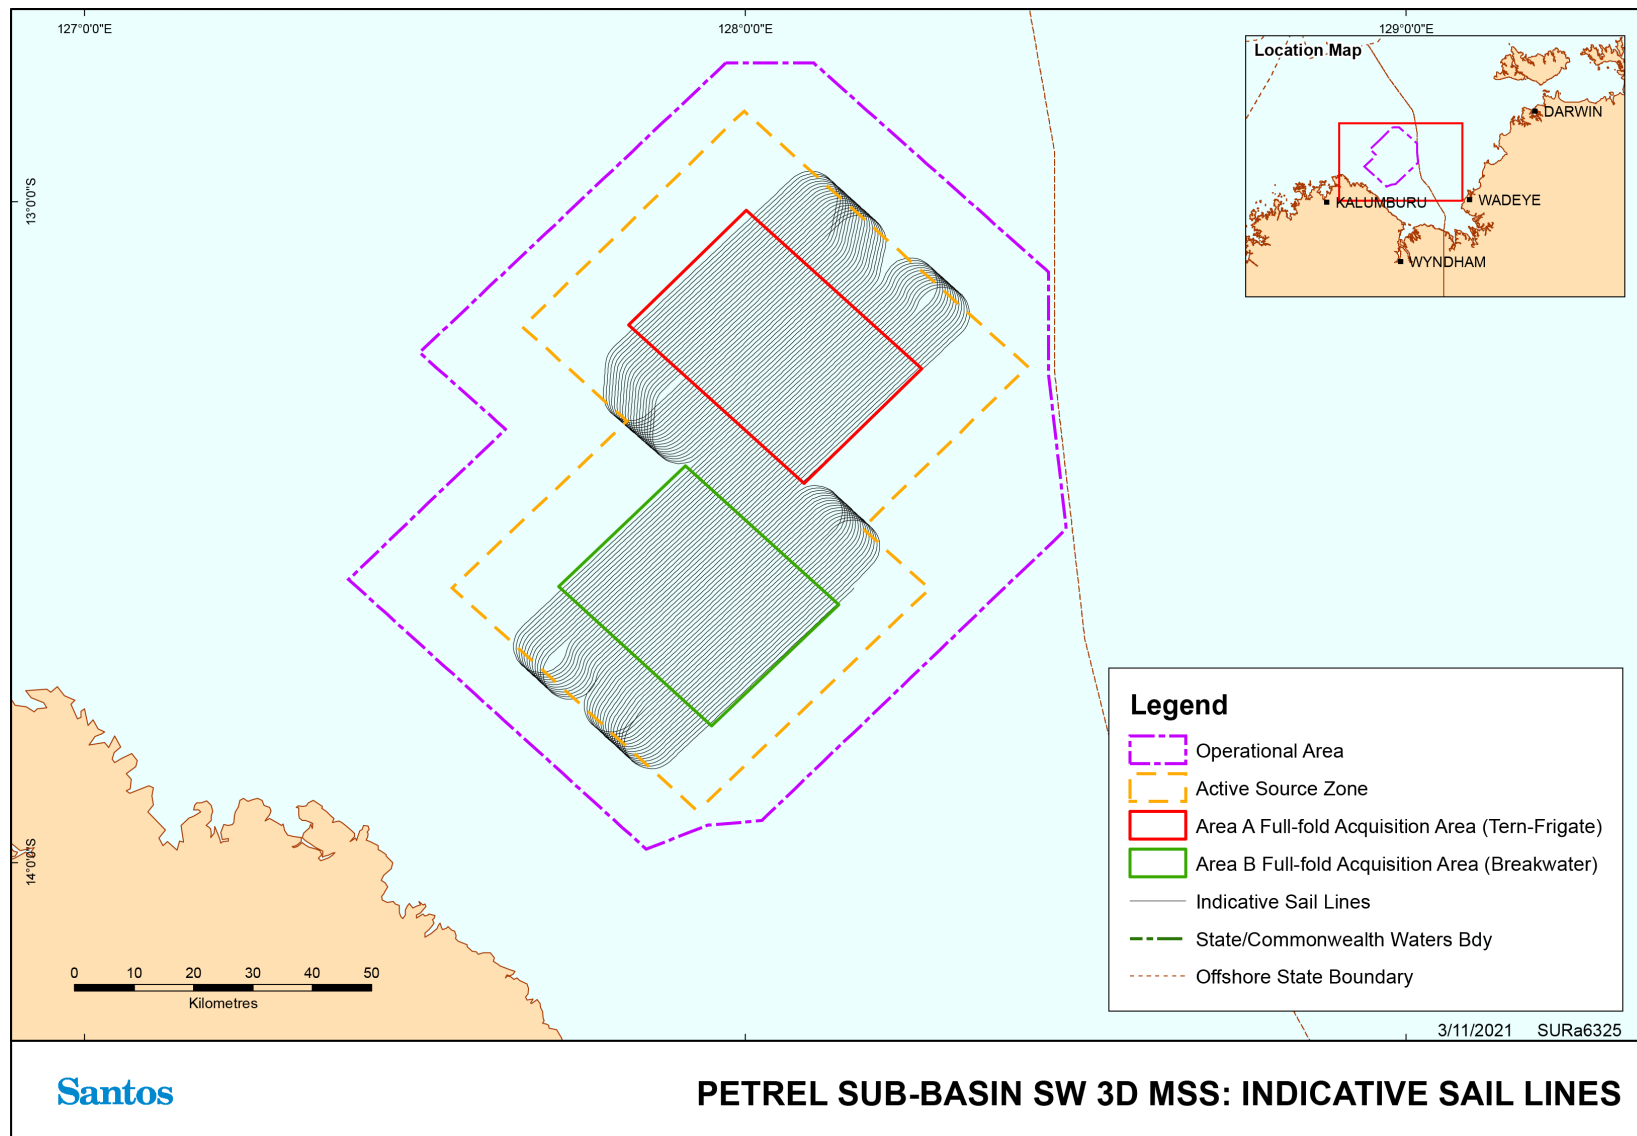 127°0'0"E
128°0'0"E
129°0'0"E
Location Map
DARWIN
13°0'0"S
WADEYE
KALUMBURU
WYNDHAM
Legend
Operational Area
Active Source Zone
Area A Full-fold Acquisition Area (Tern-Frigate)
Area B Full-fold Acquisition Area (Breakwater)
14°0'0"S
Indicative Sail Lines
State/Commonwealth Waters Bdy
0 10 20 30 40 50
Offshore State Boundary
Kilometres
3/11/2021 SURa6325
Santos
PETREL SUB-BASIN SW 3D MSS: INDICATIVE SAIL LINES